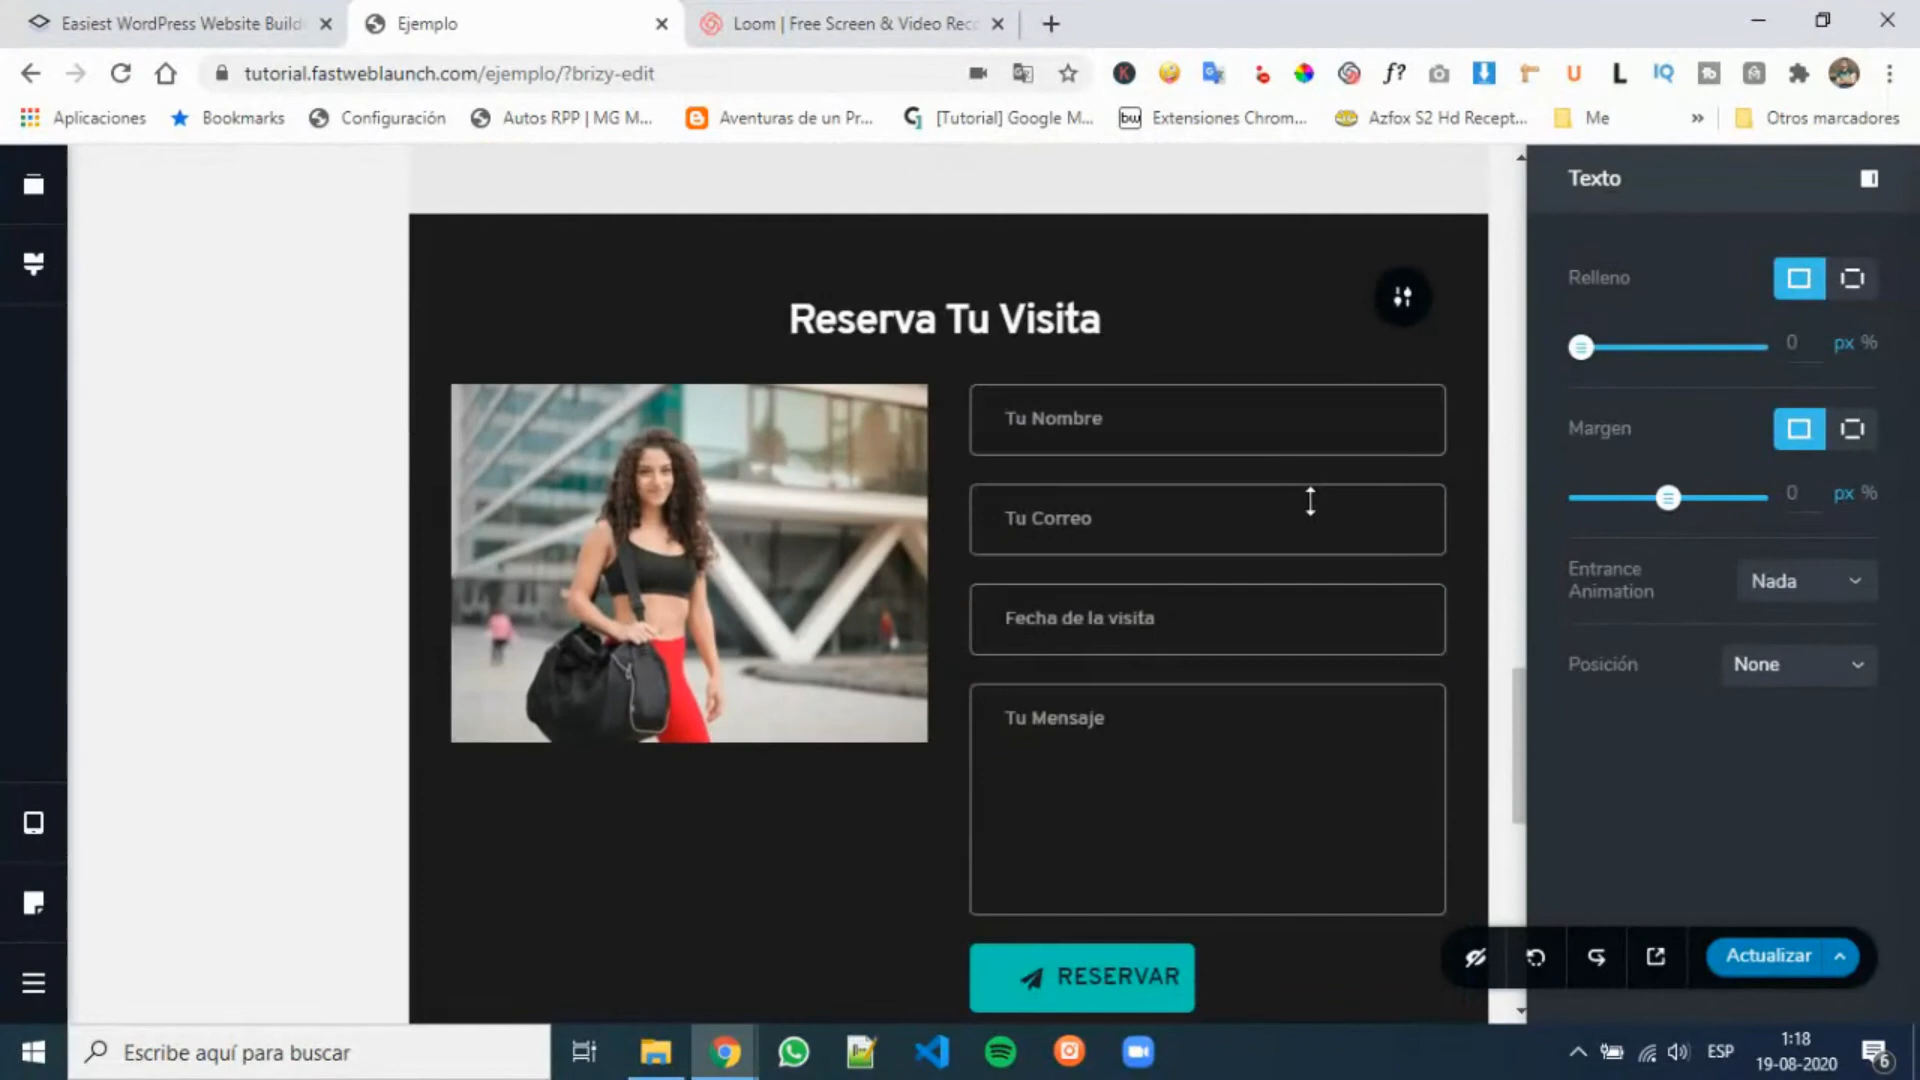 Easiest WordPress Website Build
Ejemplo
Loom | Free Screen & Video Rec
tutorial.fastweblaunch.com/ejemplo/?brizy-edit
K
f?
U
L
IQ
Aplicaciones
Bookmarks
Configuración
Autos RPP | MG M...
Aventuras de un Pr...
[Tutorial] Google M...
bw
Extensiones Chrom...
Azfox S2 Hd Recept...
Me
»
Otros marcadores
Texto
Relleno
0
px %
Margen
0
px %
Entrance
Animation
Nada
Posición
None
Reserva Tu Visita
Tu Nombre
Tu Correo
Fecha de la visita
Tu Mensaje
RESERVAR
Actualizar
Escribe aquí para buscar
ESP
1:18
19-08-2020
6